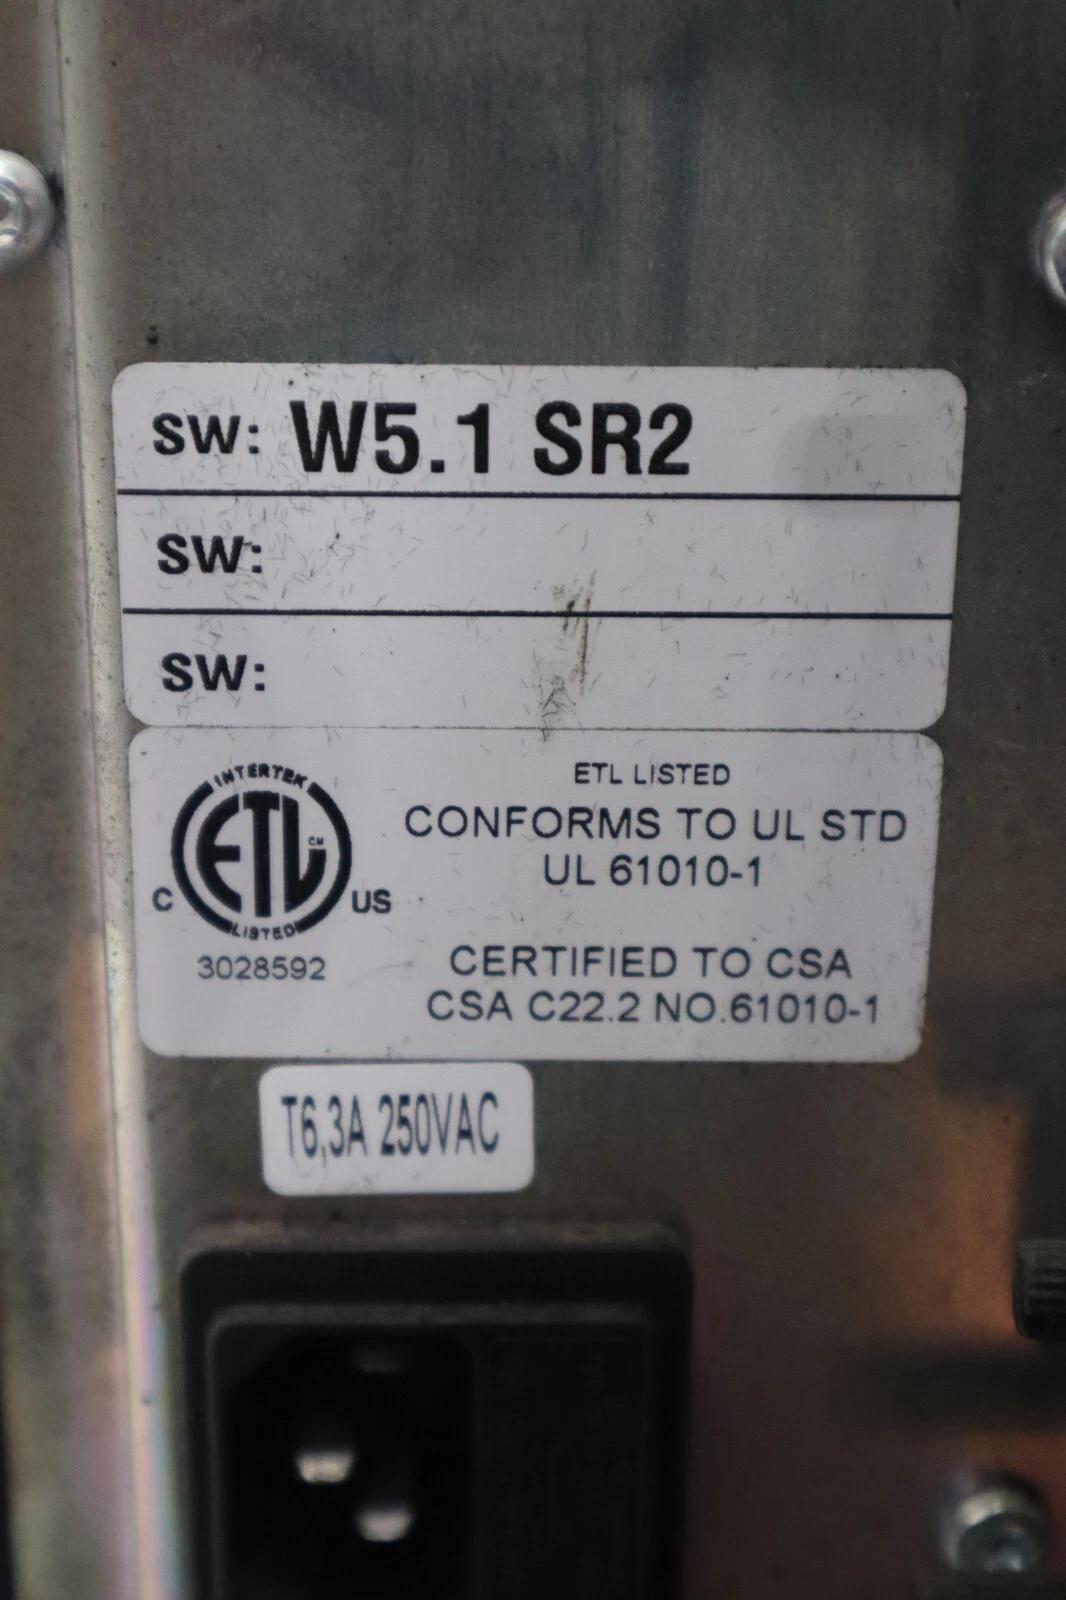 SW: W5.1 SR2
SW:
SW:
INTERTEK
ETL CM
C US
LISTED
3028592
ETL LISTED
CONFORMS TO UL STD
UL 61010-1
CERTIFIED TO CSA
CSA C22.2 NO.61010-1
T6,3A 250VAC